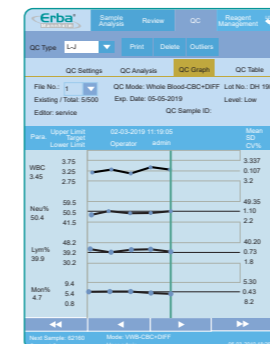 Erba
Sample Analysis Review QC Reagent Management
QC Type: L-J Print Delete Outliers
QC Settings QC Analysis QC Graph QC Table
File No.: 1 QC Mode: Whole Blood-CBC+DIFF Lot No.: DH 19
Existing / Total: 5/500 Exp. Date: 05-05-2019 Level: Low
Editor: service QC Sample ID:
Para. Upper Limit 02-03-2019 11:19:05 Mean
Target SD
Lower Limit Operator admin CV%
WBC 3.75 3.337
3.45 3.25 0.107
2.75 3.2
Neu% 59.5 49.35
50.4 50.5 1.10
41.5 2.2
Lym% 48.2 40.20
39.9 39.2 0.73
30.2 1.8
Mon% 9.4 5.30
4.7 5.4 0.43
0.8 8.2
Next Sample: 82160 Mode: VWB-CBC+DIFF